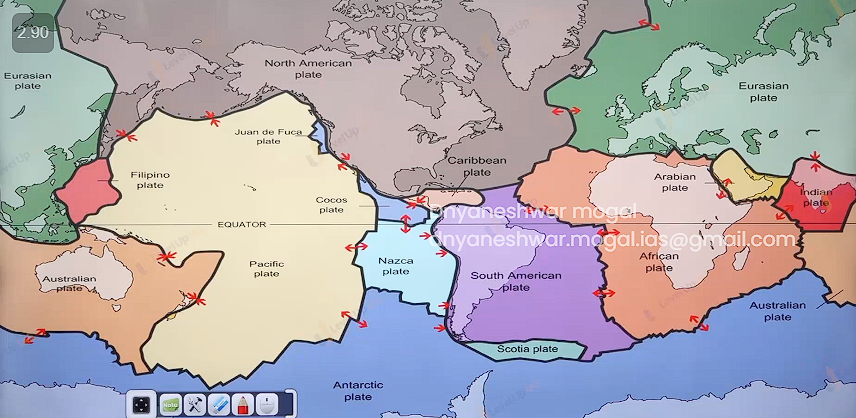 2.90
Eurasian
plate
North American
plate
Eurasian
plate
Juan de Fuca
plate
Caribbean
plate
Filipino
plate
Arabian
plate
Indian
plate
Cocos
plate
EQUATOR
dnyaneshwar mogal
dnyaneshwar.mogal.ias@gmail.com
Pacific
plate
Nazca
plate
South American
plate
African
plate
Australian
plate
Australian
plate
Scotia plate
Antarctic
plate